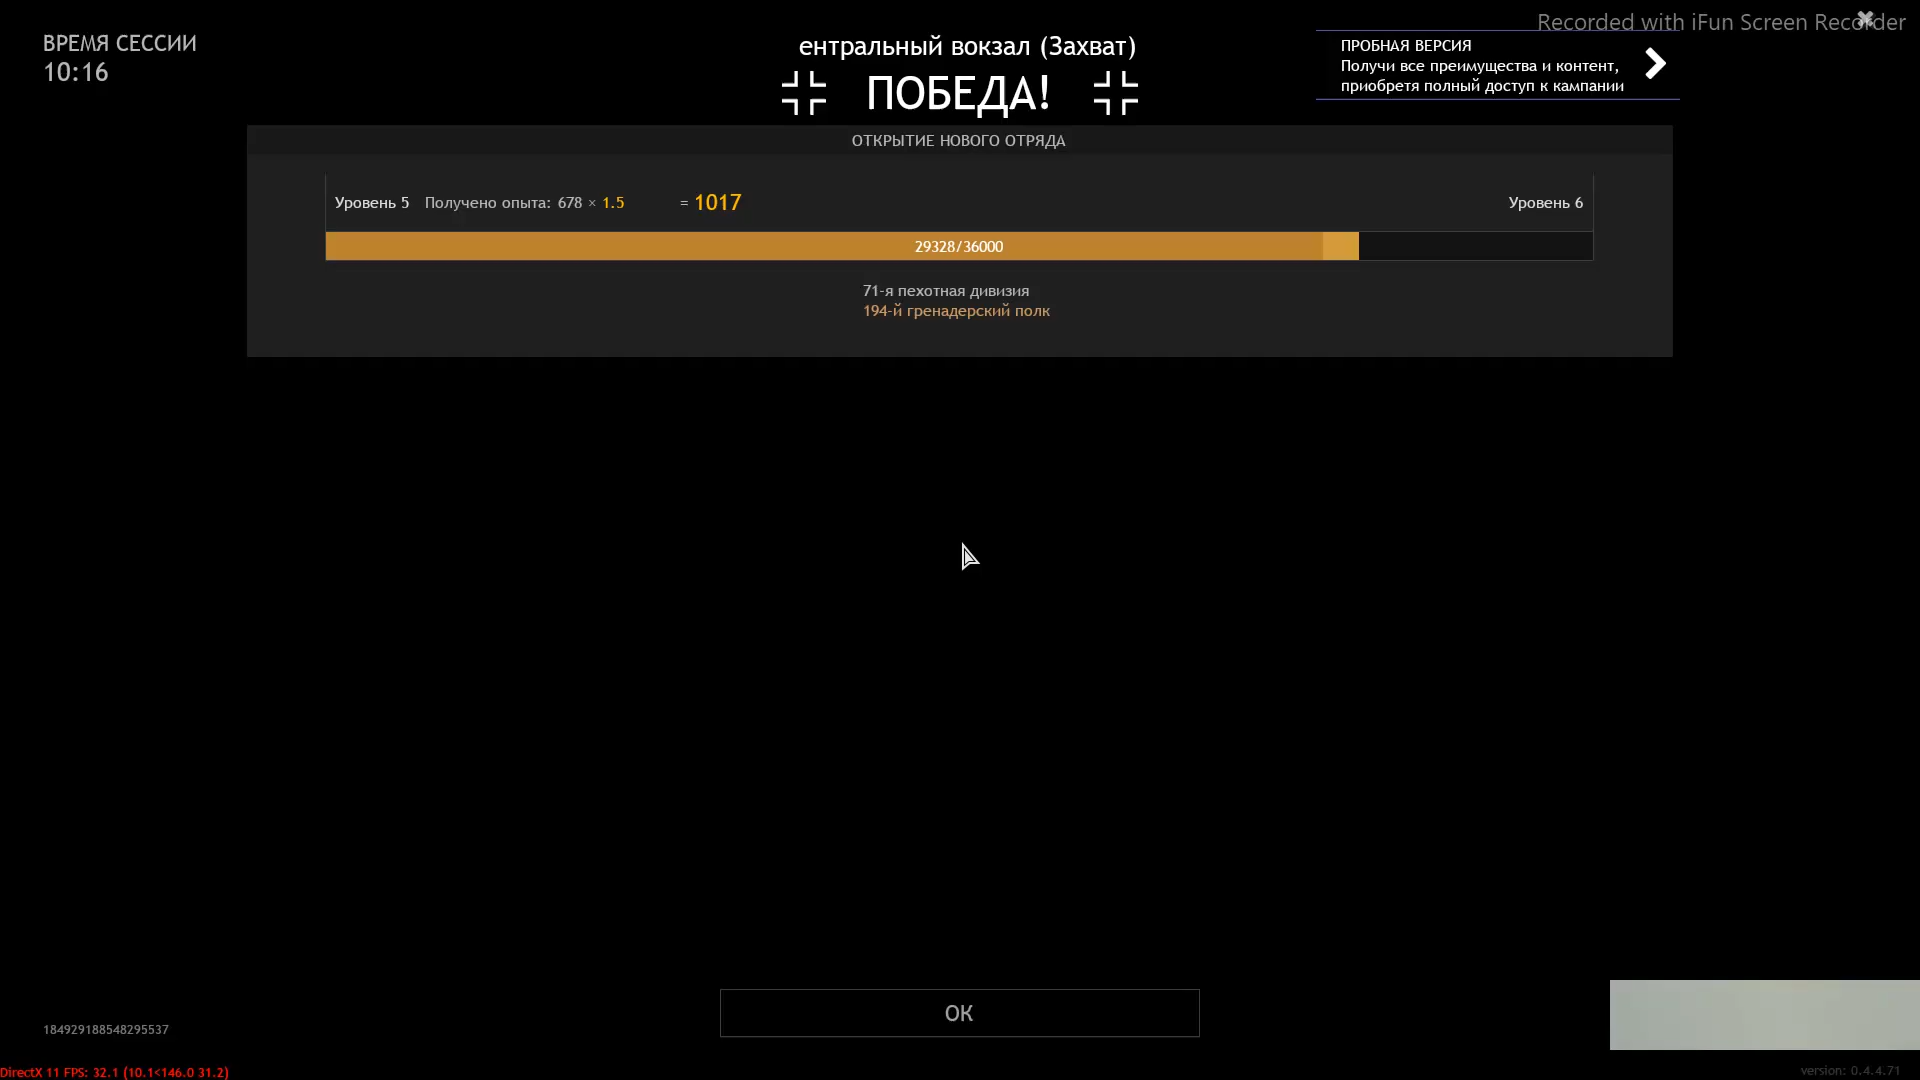 Recorded with iFun Screen Recorder
ВРЕМЯ СЕССИИ
10:16
ентральный вокзал (Захват)
ПОБЕДА!
ПРОБНАЯ ВЕРСИЯ
Получи все преимущества и контент,
приобретя полный доступ к кампании
ОТКРЫТИЕ НОВОГО ОТРЯДА
Уровень 5 Получено опыта: 678 × 1.5 = 1017 Уровень 6
29328/36000
71-я пехотная дивизия
194-й гренадерский полк
ОК
184929188548295537
DirectX 11 FPS: 32.1 (10.1<146.0 31.2)
version: 0.4.4.71